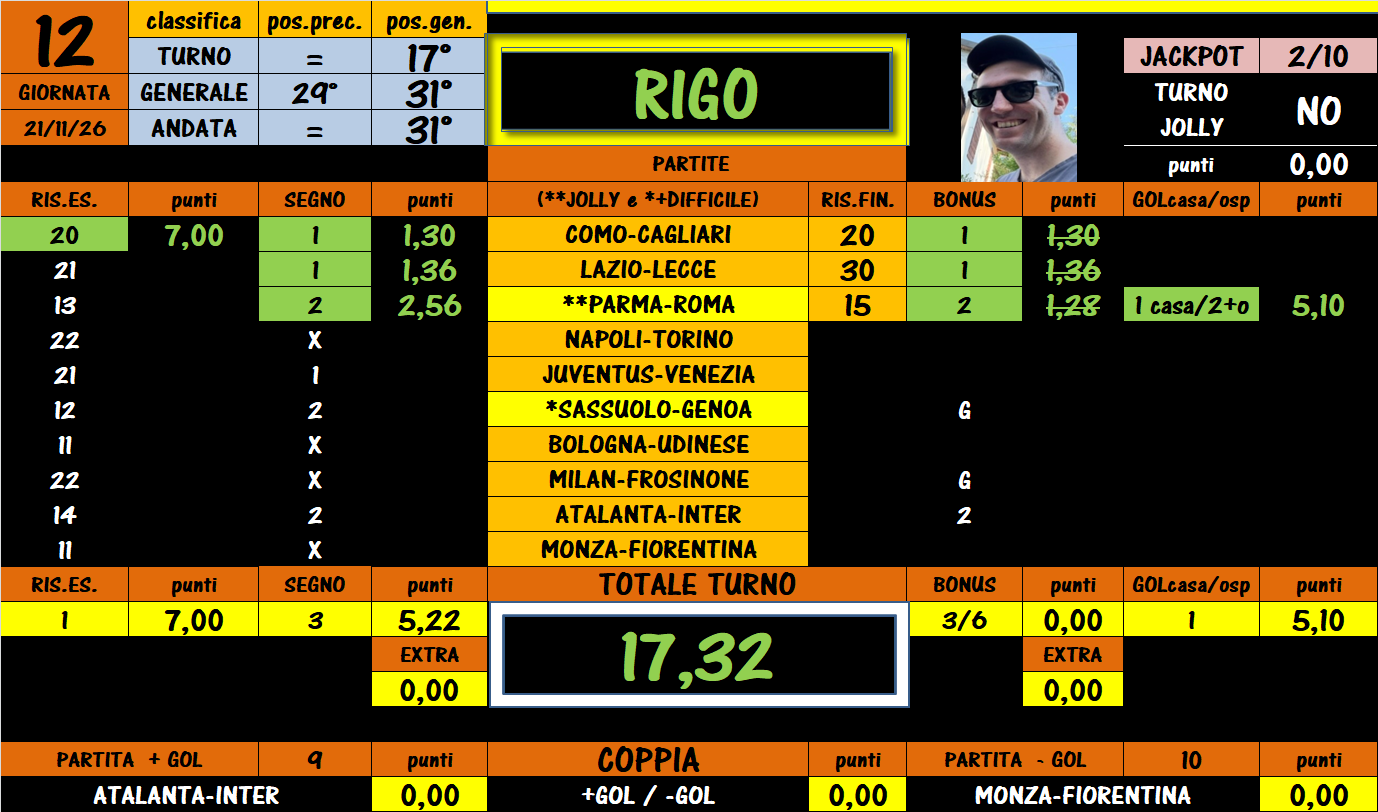 12 classifica pos.prec. pos.gen.
TURNO = 17° RIGO JACKPOT 2/10
GIORNATA GENERALE 29° 31° TURNO JOLLY NO
21/11/26 ANDATA = 31°
PARTITE punti 0,00
RIS.ES. punti SEGNO punti (**JOLLY e *+DIFFICILE) RIS.FIN. BONUS punti GOLcasa/osp punti
20 7,00 1 1,30 COMO-CAGLIARI 20 1 1,30
21 1 1,36 LAZIO-LECCE 30 1 1,36
13 2 2,56 **PARMA-ROMA 15 2 1,28 1 casa/2+o 5,10
22 X NAPOLI-TORINO
21 1 JUVENTUS-VENEZIA
12 2 *SASSUOLO-GENOA G
11 X BOLOGNA-UDINESE
22 X MILAN-FROSINONE G
14 2 ATALANTA-INTER 2
11 X MONZA-FIORENTINA
RIS.ES. punti SEGNO punti TOTALE TURNO BONUS punti GOLcasa/osp punti
1 7,00 3 5,22 17,32 3/6 0,00 1 5,10
EXTRA EXTRA
0,00 0,00
PARTITA + GOL 9 punti COPPIA punti PARTITA - GOL 10 punti
ATALANTA-INTER 0,00 +GOL / -GOL 0,00 MONZA-FIORENTINA 0,00